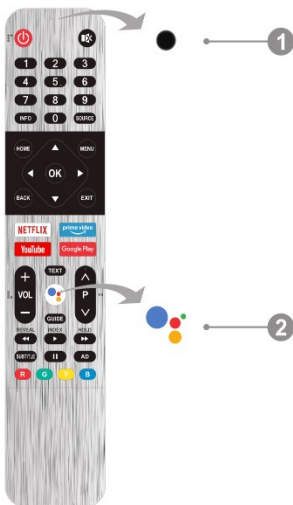 1
1 2 3
4 5 6
7 8 9
INFO 0 SOURCE
HOME MENU
OK
BACK EXIT
NETFLIX prime video
YouTube Google Play
TEXT
VOL P
2
GUIDE
REVEAL INDEX HOLD
SUBTITLE AD
R G Y B